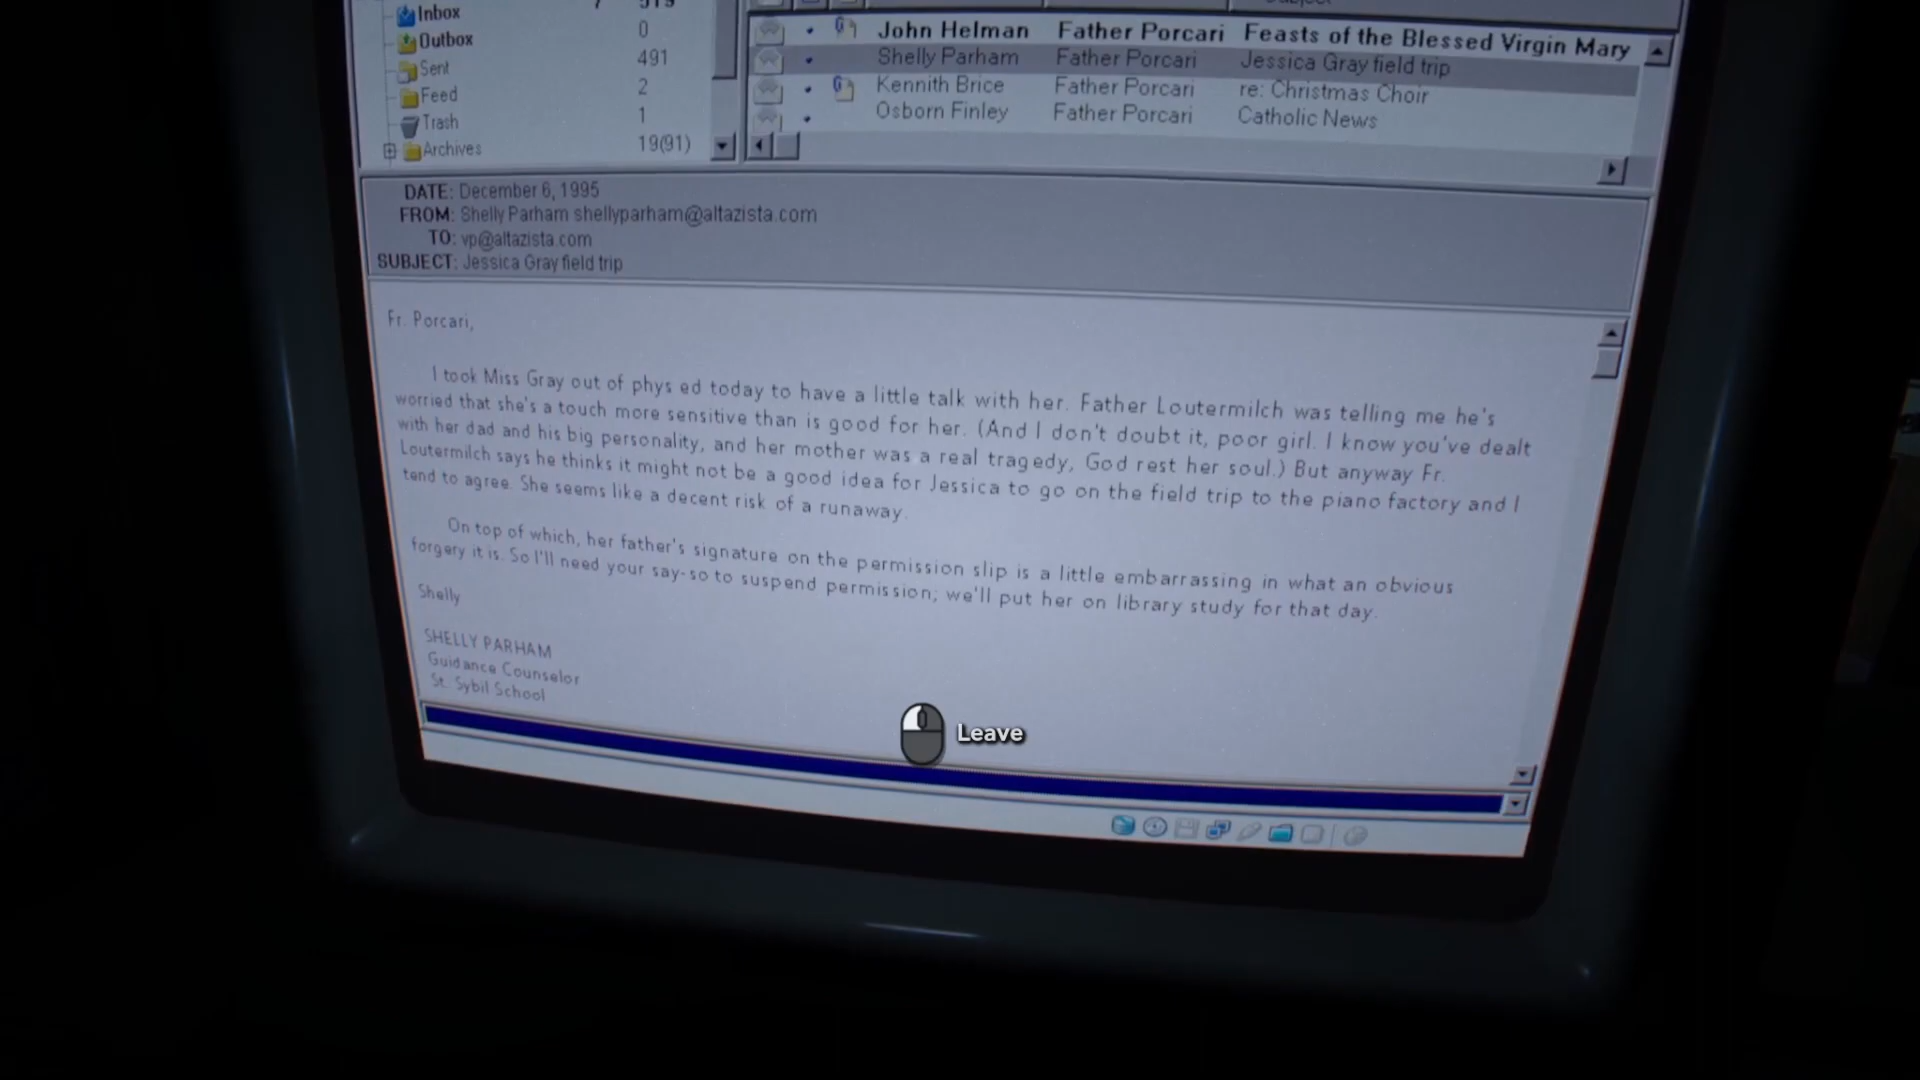 Inbox 519
Outbox 0
Sent 491
Feed 2
Trash 1
Archives 19(91)
John Helman Father Porcari Feasts of the Blessed Virgin Mary
Shelly Parham Father Porcari Jessica Gray field trip
Kennith Brice Father Porcari re: Christmas Choir
Osborn Finley Father Porcari Catholic News
DATE: December 6, 1995
FROM: Shelly Parham shellyparham@altazista.com
TO: vp@altazista.com
SUBJECT: Jessica Gray field trip
Fr. Porcari,
I took Miss Gray out of phys ed today to have a little talk with her. Father Loutermilch was telling me he's
worried that she's a touch more sensitive than is good for her. (And I don't doubt it, poor girl. I know you've dealt
with her dad and his big personality, and her mother was a real tragedy, God rest her soul.) But anyway Fr.
Loutermilch says he thinks it might not be a good idea for Jessica to go on the field trip to the piano factory and I
tend to agree. She seems like a decent risk of a runaway.
On top of which, her father's signature on the permission slip is a little embarrassing in what an obvious
forgery it is. So I'll need your say-so to suspend permission; we'll put her on library study for that day.
Shelly
SHELLY PARHAM
Guidance Counselor
St. Sybil School
Leave